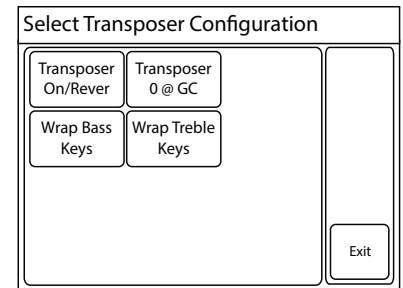 Select Transposer Configuration
Transposer
On/Rever
Transposer
0 @ GC
Wrap Bass
Keys
Wrap Treble
Keys
Exit